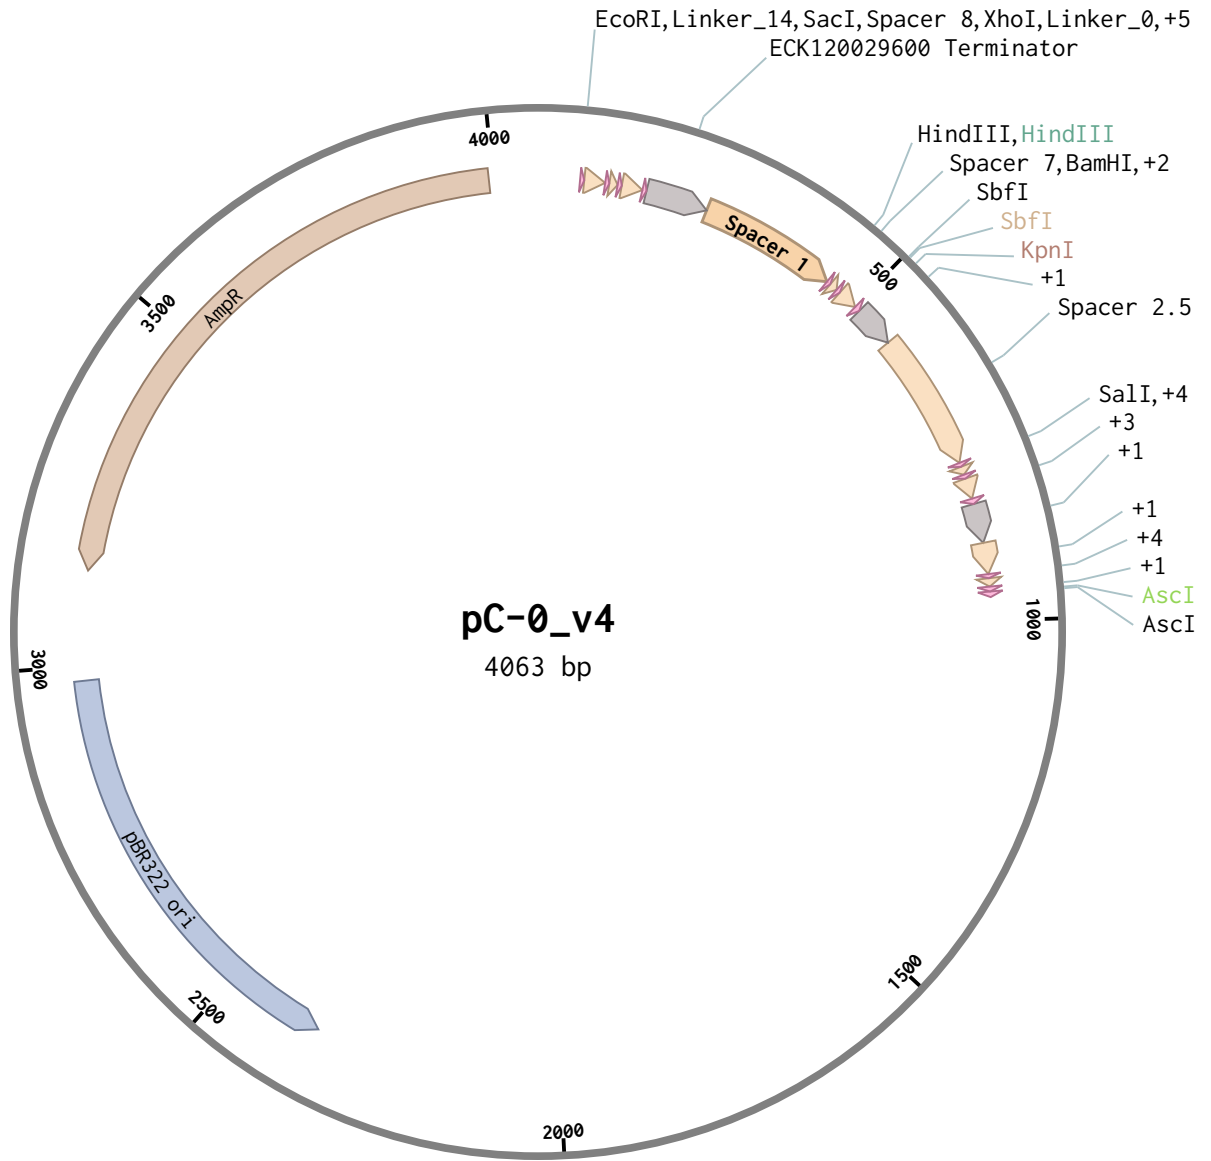 EcoRI,Linker_14,SacI,Spacer 8,XhoI,Linker_0,+5
ECK120029600 Terminator
4000
HindIII,HindIII
Spacer 7,BamHI,+2
SbfI
SbfI
KpnI
+1
Spacer 2.5
Spacer 1
500
3500
AmpR
SalI,+4
+3
+1
+1
+4
+1
AscI
AscI
1000
pC-0_v4
4063 bp
3000
pBR322 ori
2500
1500
2000